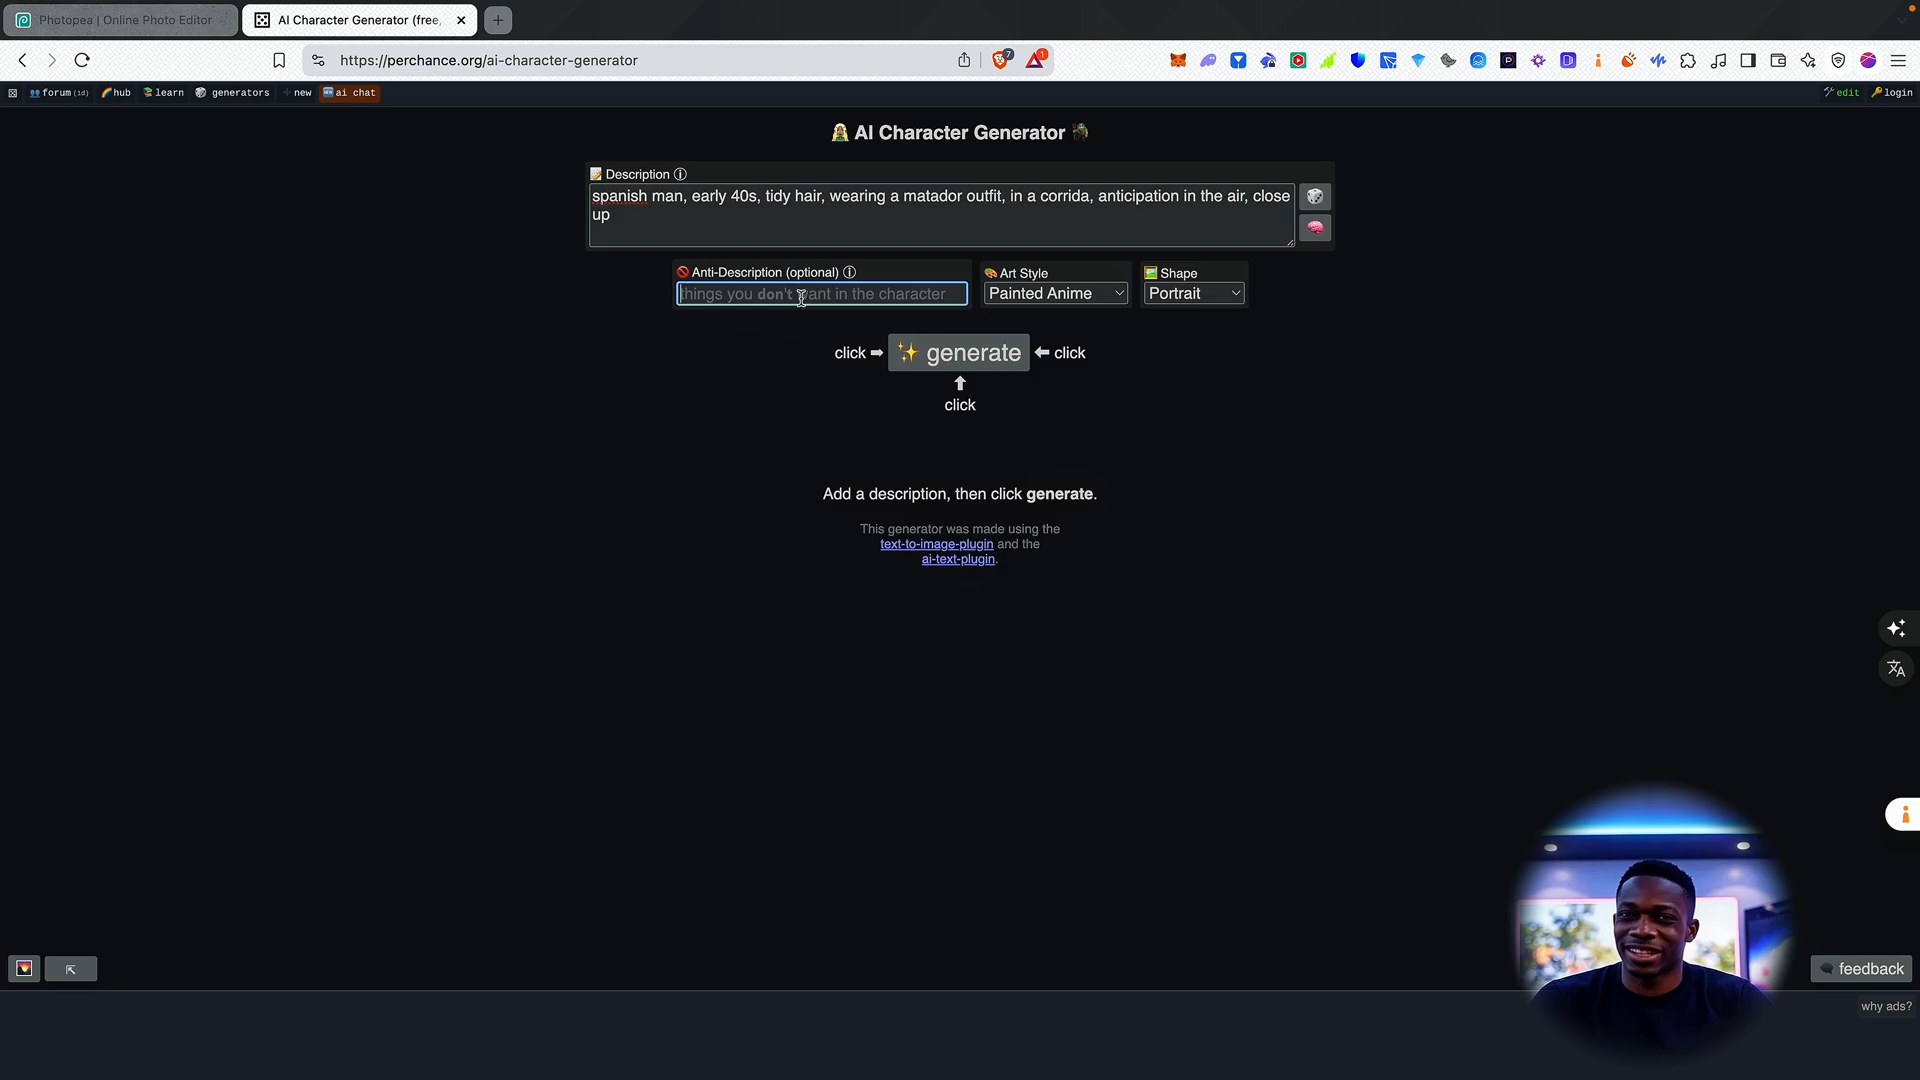 Photopea | Online Photo Editor
AI Character Generator (free,
https://perchance.org/ai-character-generator
7
1
forum (1d)
hub
learn
generators
+ new
ai chat
edit
login
AI Character Generator
Description
spanish man, early 40s, tidy hair, wearing a matador outfit, in a corrida, anticipation in the air, close
up
Anti-Description (optional)
Art Style
Shape
things you don't want in the character
Painted Anime
Portrait
click ➡ ✨ generate ⬅ click
⬆
click
Add a description, then click generate.
This generator was made using the
text-to-image-plugin and the
ai-text-plugin.
feedback
why ads?